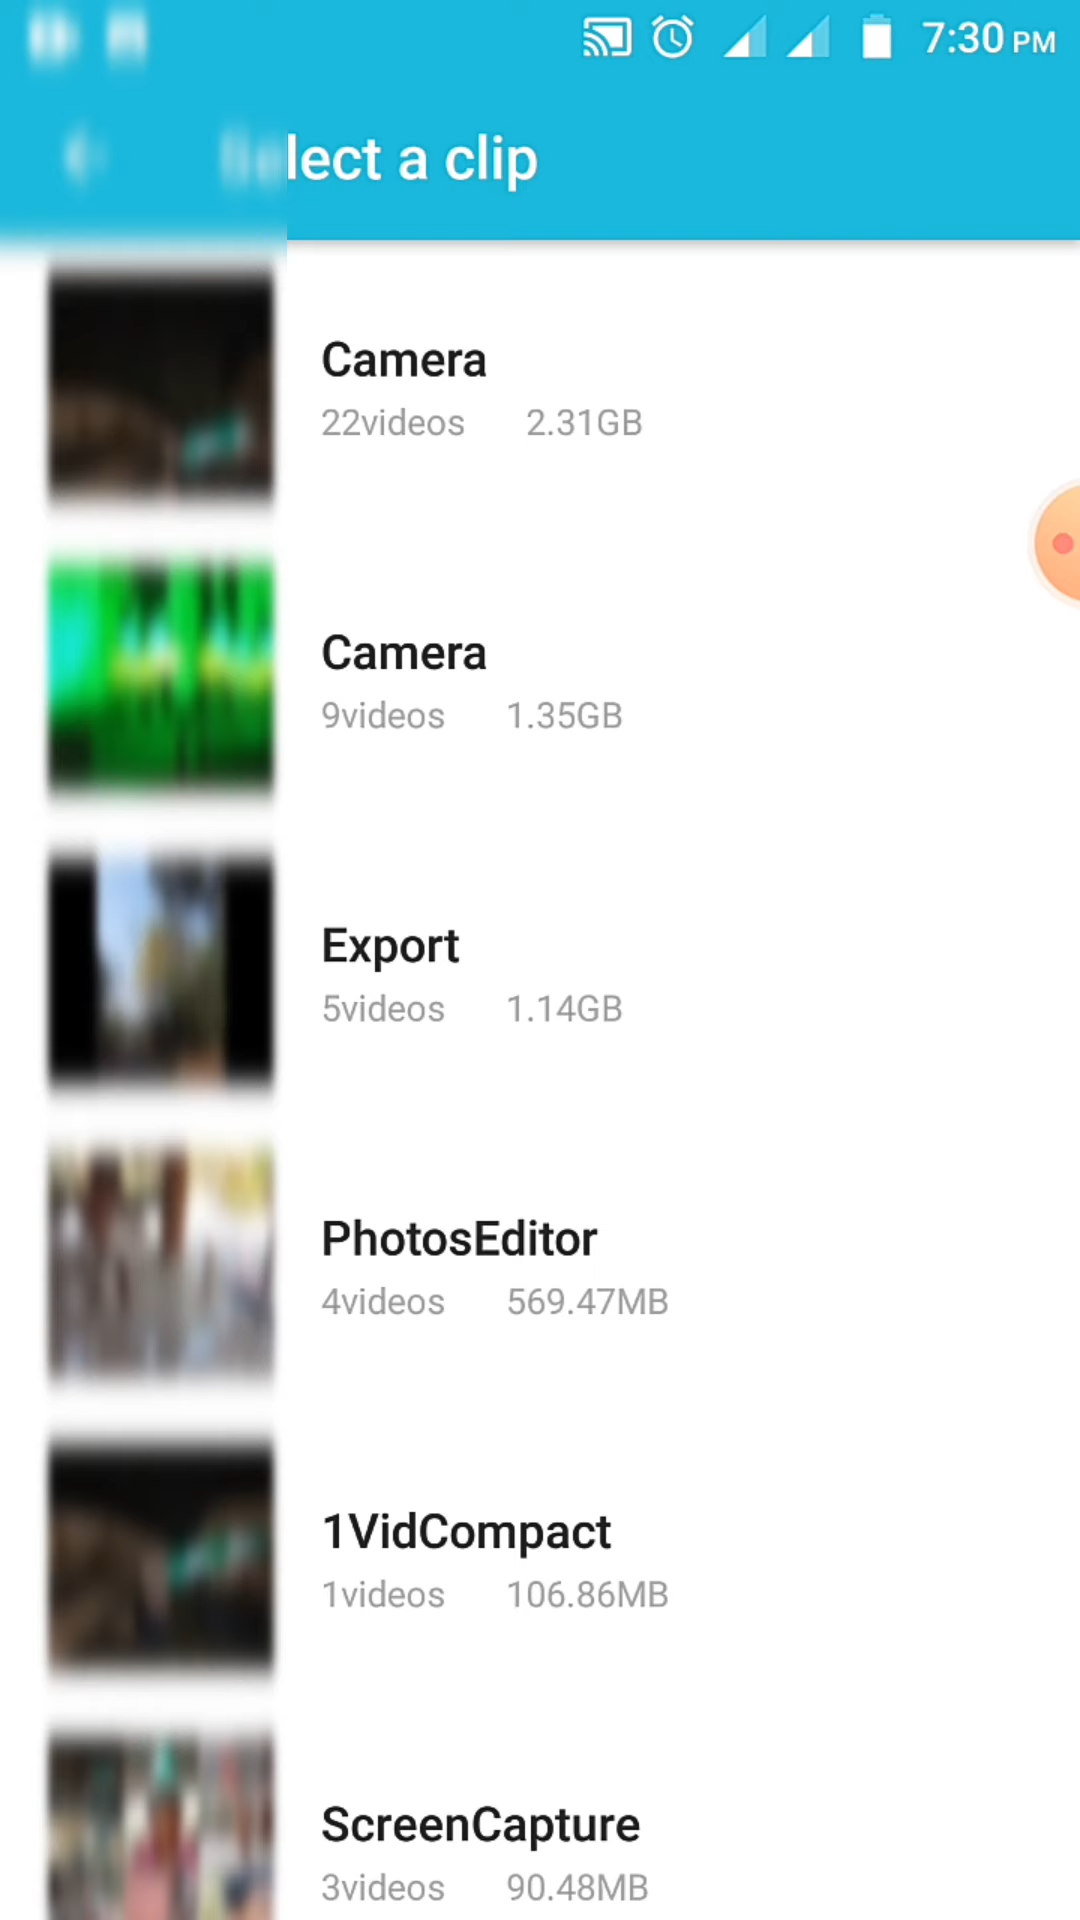 7:30 PM
lect a clip
Camera
22videos 2.31GB
Camera
9videos 1.35GB
Export
5videos 1.14GB
PhotosEditor
4videos 569.47MB
1VidCompact
1videos 106.86MB
ScreenCapture
3videos 90.48MB